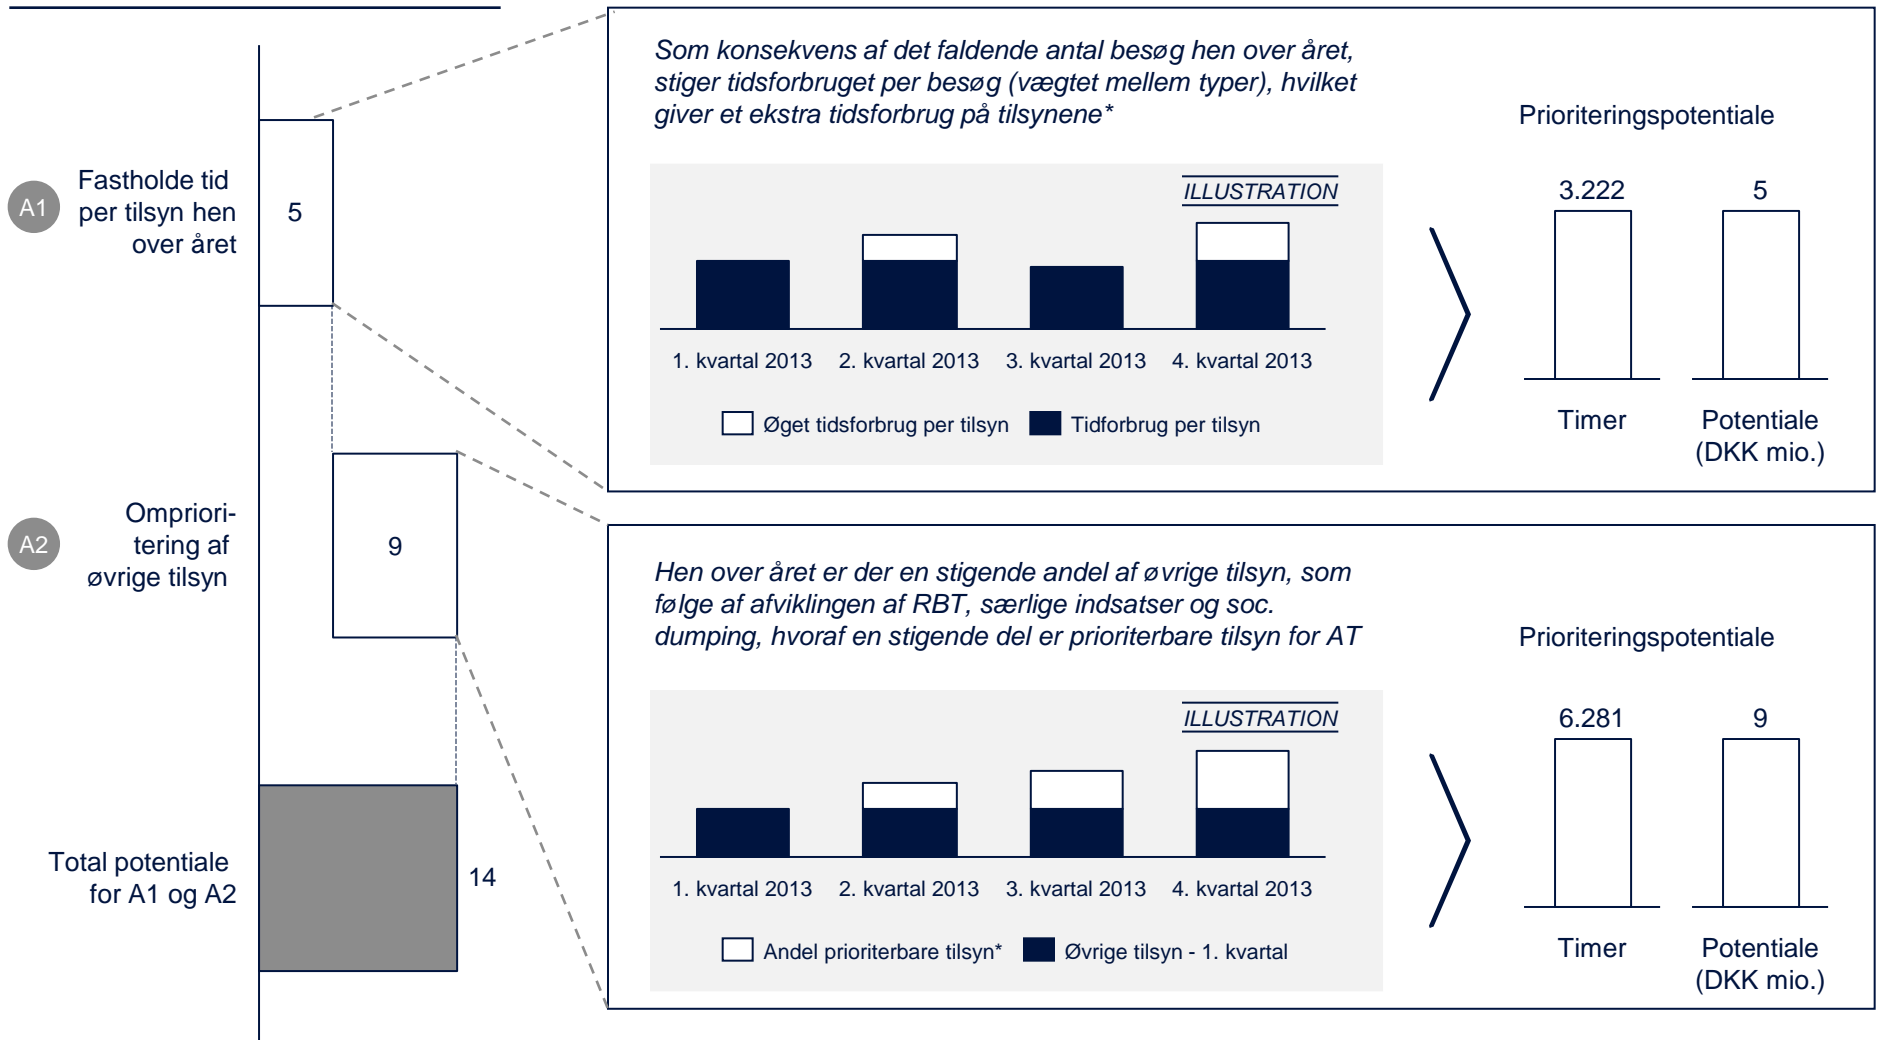 A1
Fastholde tid
per tilsyn hen
over året
5
A2
Ompriori-
tering af
øvrige tilsyn
9
Total potentiale
for A1 og A2
14
Som konsekvens af det faldende antal besøg hen over året,
stiger tidsforbruget per besøg (vægtet mellem typer), hvilket
giver et ekstra tidsforbrug på tilsynene*
ILLUSTRATION
1. kvartal 2013 2. kvartal 2013 3. kvartal 2013 4. kvartal 2013
Øget tidsforbrug per tilsyn Tidforbrug per tilsyn
Prioriteringspotentiale
3.222 5
Timer Potentiale
(DKK mio.)
Hen over året er der en stigende andel af øvrige tilsyn, som
følge af afviklingen af RBT, særlige indsatser og soc.
dumping, hvoraf en stigende del er prioriterbare tilsyn for AT
ILLUSTRATION
1. kvartal 2013 2. kvartal 2013 3. kvartal 2013 4. kvartal 2013
Andel prioriterbare tilsyn* Øvrige tilsyn - 1. kvartal
Prioriteringspotentiale
6.281 9
Timer Potentiale
(DKK mio.)